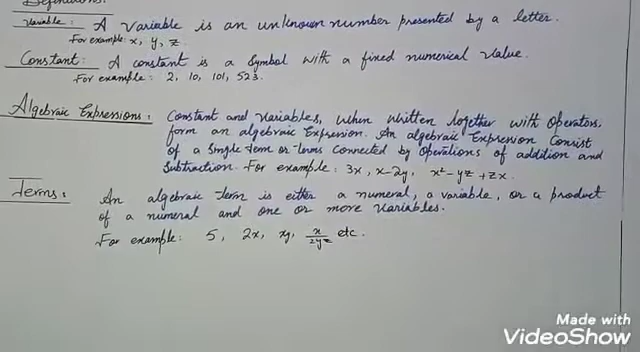 Definitions:
Variable: A variable is an unknown number presented by a letter.
For example: x, y, z
Constant: A constant is a symbol with a fixed numerical value.
For example: 2, 10, 101, 523.
Algebraic Expressions: Constant and variables, when written together with operators,
form an algebraic expression. An algebraic Expression consist
of a single term or terms connected by operations of addition and
subtraction. For example: 3x, x-2y, x²-yz+zx.
Terms: An algebraic term is either a numeral, a variable, or a product
of a numeral and one or more variables.
For example: 5, 2x, xy, x/2yz etc.
Made with
VideoShow